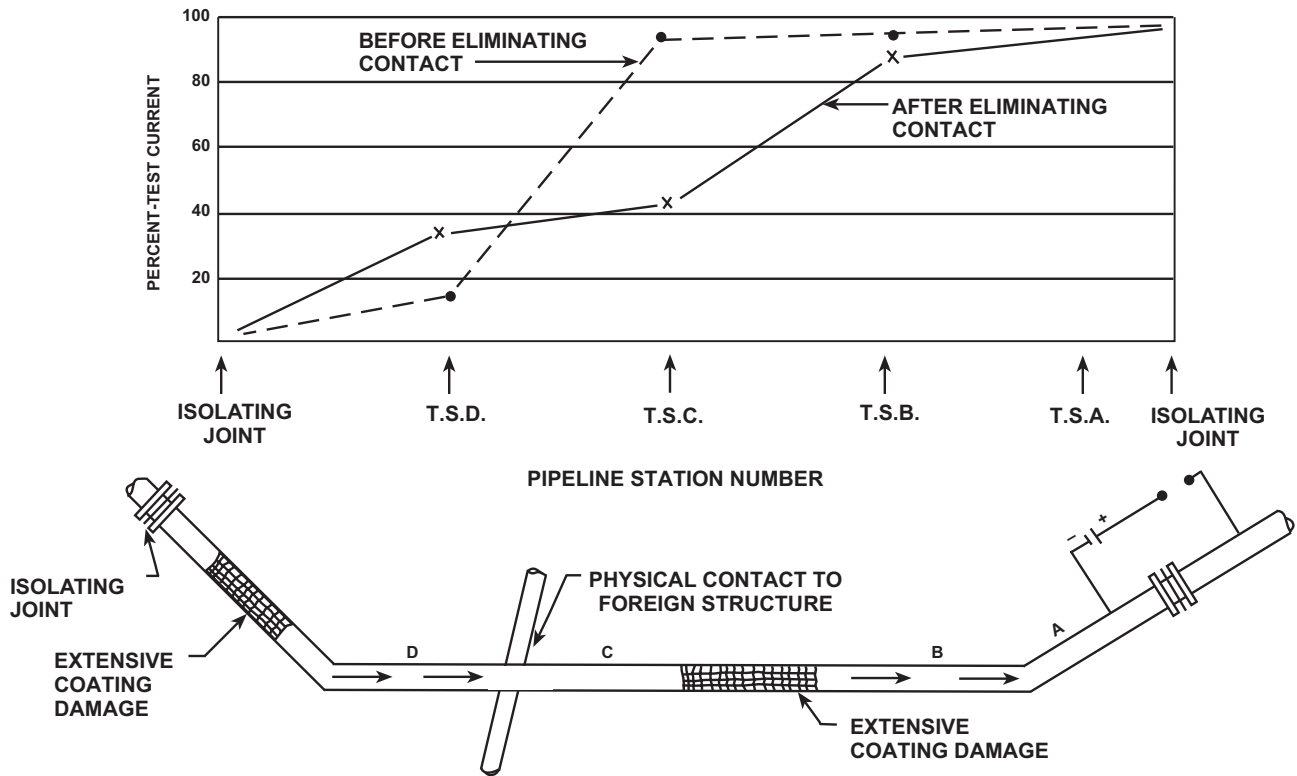 100
BEFORE ELIMINATING
CONTACT
80
AFTER ELIMINATING
CONTACT
60
PERCENT-TEST CURRENT
40
20
ISOLATING
JOINT
T.S.D.
T.S.C.
T.S.B.
T.S.A.
ISOLATING
JOINT
PIPELINE STATION NUMBER
- +
ISOLATING
JOINT
PHYSICAL CONTACT TO
FOREIGN STRUCTURE
EXTENSIVE
COATING
DAMAGE
D
C
B
A
EXTENSIVE
COATING DAMAGE